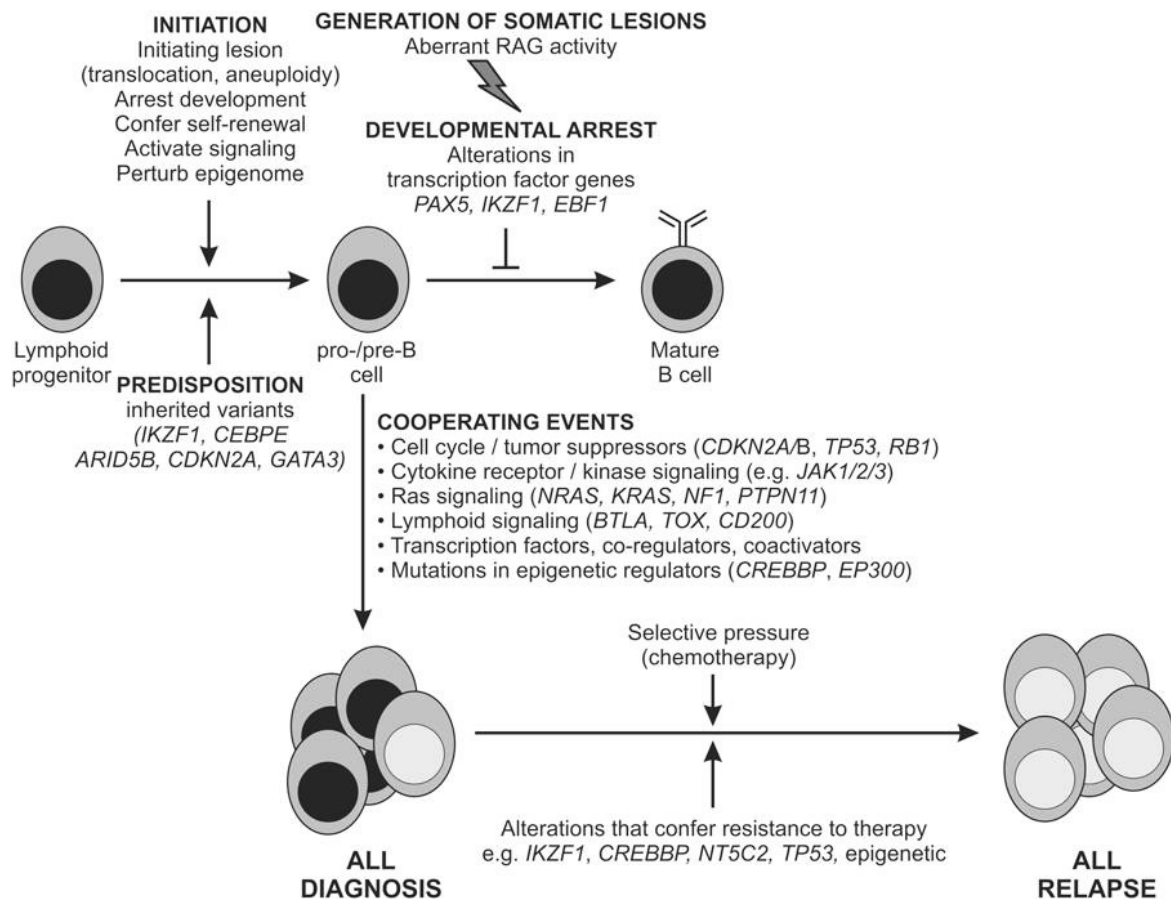 INITIATION
Initiating lesion
(translocation, aneuploidy)
Arrest development
Confer self-renewal
Activate signaling
Perturb epigenome
GENERATION OF SOMATIC LESIONS
Aberrant RAG activity
DEVELOPMENTAL ARREST
Alterations in
transcription factor genes
PAX5, IKZF1, EBF1
Lymphoid
progenitor
pro-/pre-B
cell
Mature
B cell
PREDISPOSITION
inherited variants
(IKZF1, CEBPE
ARID5B, CDKN2A, GATA3)
COOPERATING EVENTS
• Cell cycle / tumor suppressors (CDKN2A/B, TP53, RB1)
• Cytokine receptor / kinase signaling (e.g. JAK1/2/3)
• Ras signaling (NRAS, KRAS, NF1, PTPN11)
• Lymphoid signaling (BTLA, TOX, CD200)
• Transcription factors, co-regulators, coactivators
• Mutations in epigenetic regulators (CREBBP, EP300)
Selective pressure
(chemotherapy)
Alterations that confer resistance to therapy
e.g. IKZF1, CREBBP, NT5C2, TP53, epigenetic
ALL
DIAGNOSIS
ALL
RELAPSE